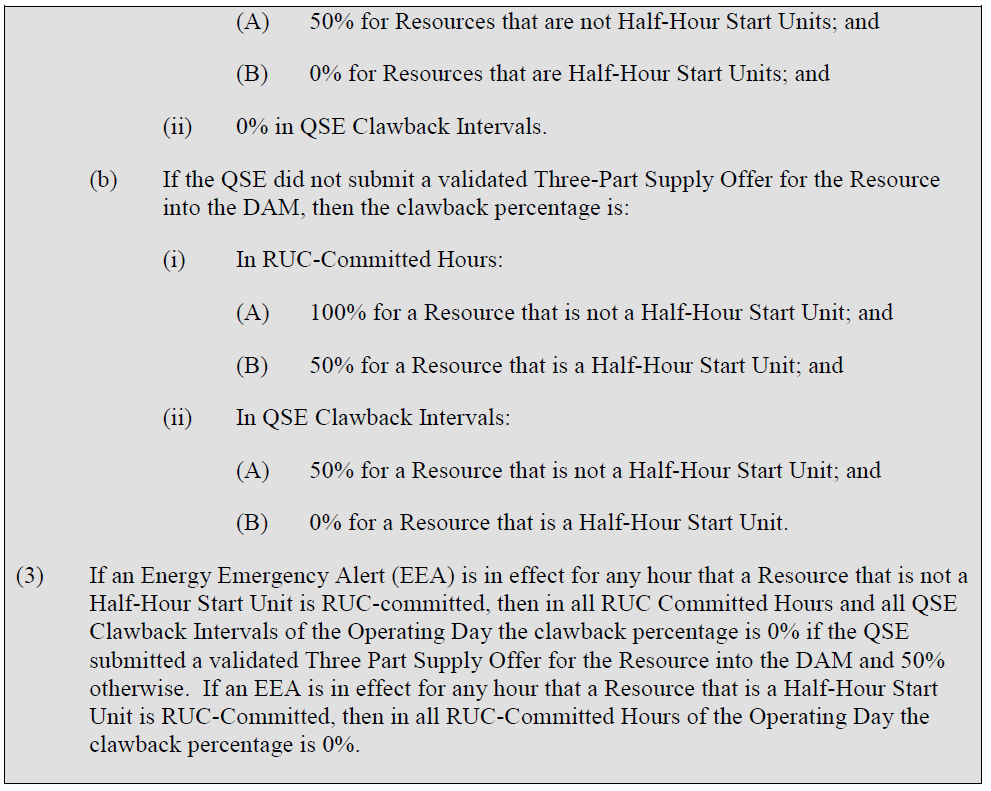 (A) 50% for Resources that are not Half-Hour Start Units; and
(B) 0% for Resources that are Half-Hour Start Units; and
(ii) 0% in QSE Clawback Intervals.
(b) If the QSE did not submit a validated Three-Part Supply Offer for the Resource
into the DAM, then the clawback percentage is:
(i) In RUC-Committed Hours:
(A) 100% for a Resource that is not a Half-Hour Start Unit; and
(B) 50% for a Resource that is a Half-Hour Start Unit; and
(ii) In QSE Clawback Intervals:
(A) 50% for a Resource that is not a Half-Hour Start Unit; and
(B) 0% for a Resource that is a Half-Hour Start Unit.
(3) If an Energy Emergency Alert (EEA) is in effect for any hour that a Resource that is not a
Half-Hour Start Unit is RUC-committed, then in all RUC Committed Hours and all QSE
Clawback Intervals of the Operating Day the clawback percentage is 0% if the QSE
submitted a validated Three Part Supply Offer for the Resource into the DAM and 50%
otherwise.  If an EEA is in effect for any hour that a Resource that is a Half-Hour Start
Unit is RUC-Committed, then in all RUC-Committed Hours of the Operating Day the
clawback percentage is 0%.